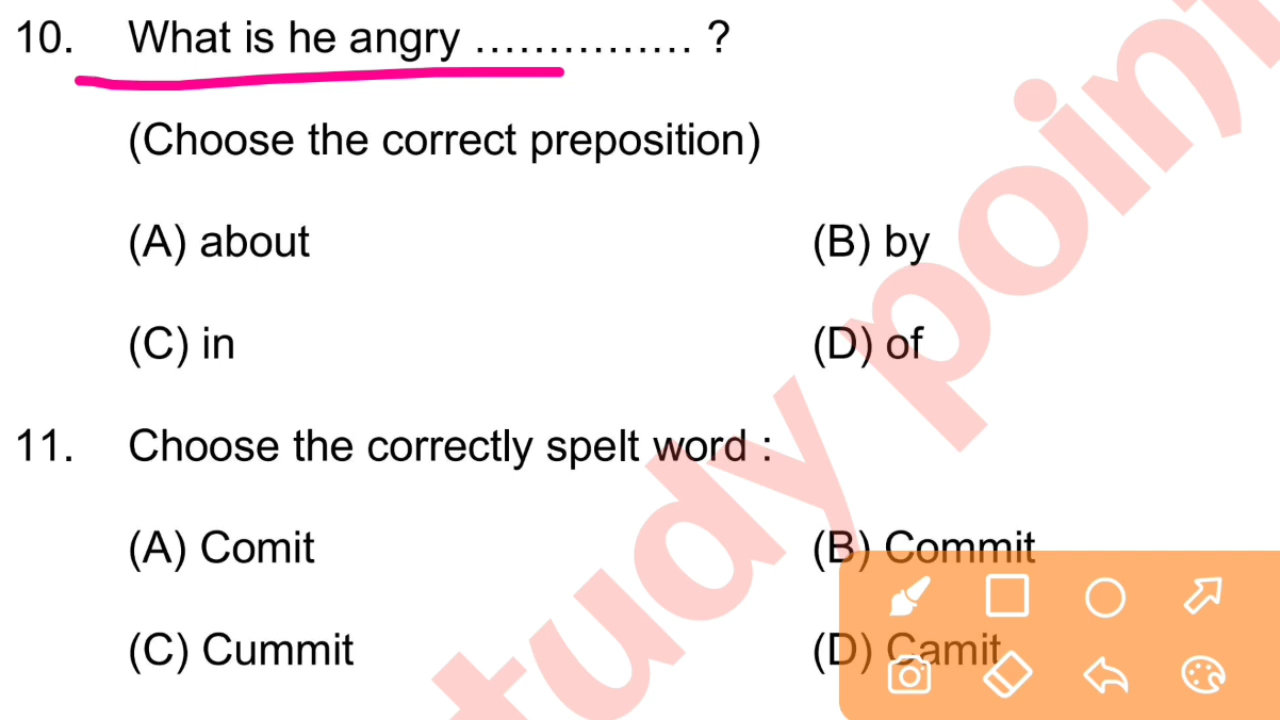 10. What is he angry ............... ?
(Choose the correct preposition)
(A) about (B) by
(C) in (D) of
11. Choose the correctly spelt word :
(A) Comit (B) Commit
(C) Cummit (D) Camit
tudy point